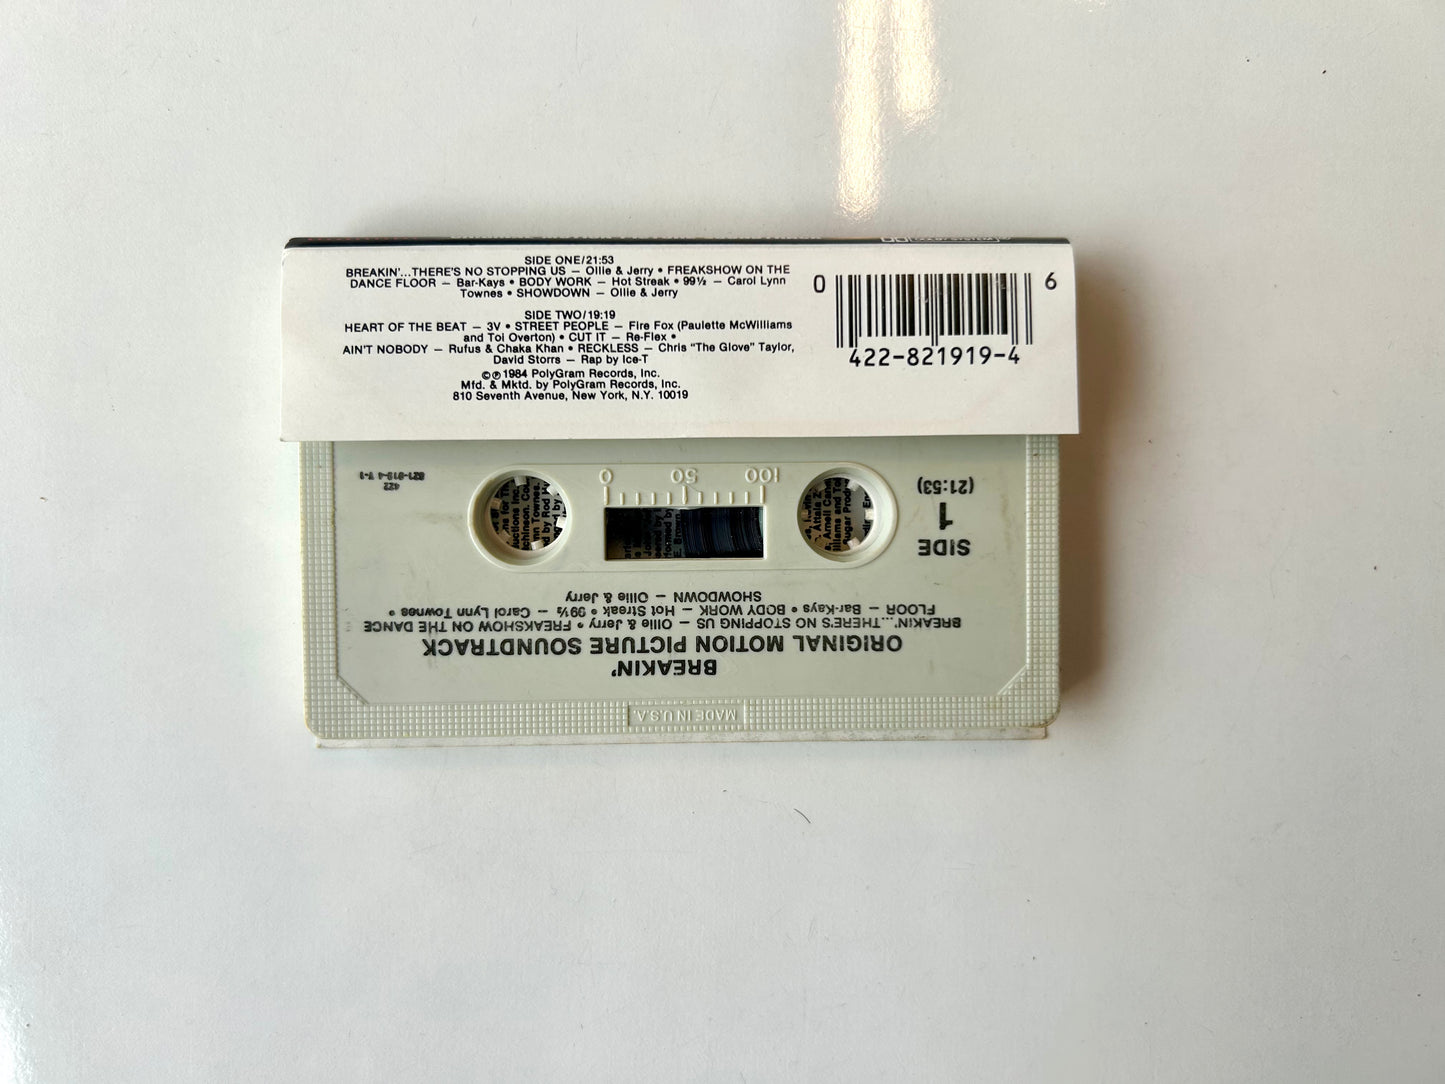 SIDE ONE/21:53
BREAKIN'...THERE'S NO STOPPING US — Ollie & Jerry • FREAKSHOW ON THE
DANCE FLOOR — Bar-Kays • BODY WORK — Hot Streak • 99½ — Carol Lynn
Townes • SHOWDOWN — Ollie & Jerry
SIDE TWO/19:19
HEART OF THE BEAT — 3V • STREET PEOPLE — Fire Fox (Paulette McWilliams
and Toi Overton) • CUT IT — Re-Flex •
AIN'T NOBODY — Rufus & Chaka Khan • RECKLESS — Chris "The Glove" Taylor,
David Storrs — Rap by Ice-T
©℗ 1984 PolyGram Records, Inc.
Mfd. & Mktd. by PolyGram Records, Inc.
810 Seventh Avenue, New York, N.Y. 10019
0 6
422-821919-4
MADE IN U.S.A.
BREAKIN'
ORIGINAL MOTION PICTURE SOUNDTRACK
BREAKIN'...THERE'S NO STOPPING US — Ollie & Jerry • FREAKSHOW ON THE DANCE
FLOOR — Bar-Kays • BODY WORK — Hot Streak • 99½ — Carol Lynn Townes •
SHOWDOWN — Ollie & Jerry
SIDE
1
(21:53)
100 50 0
422
821-919-4 T-1